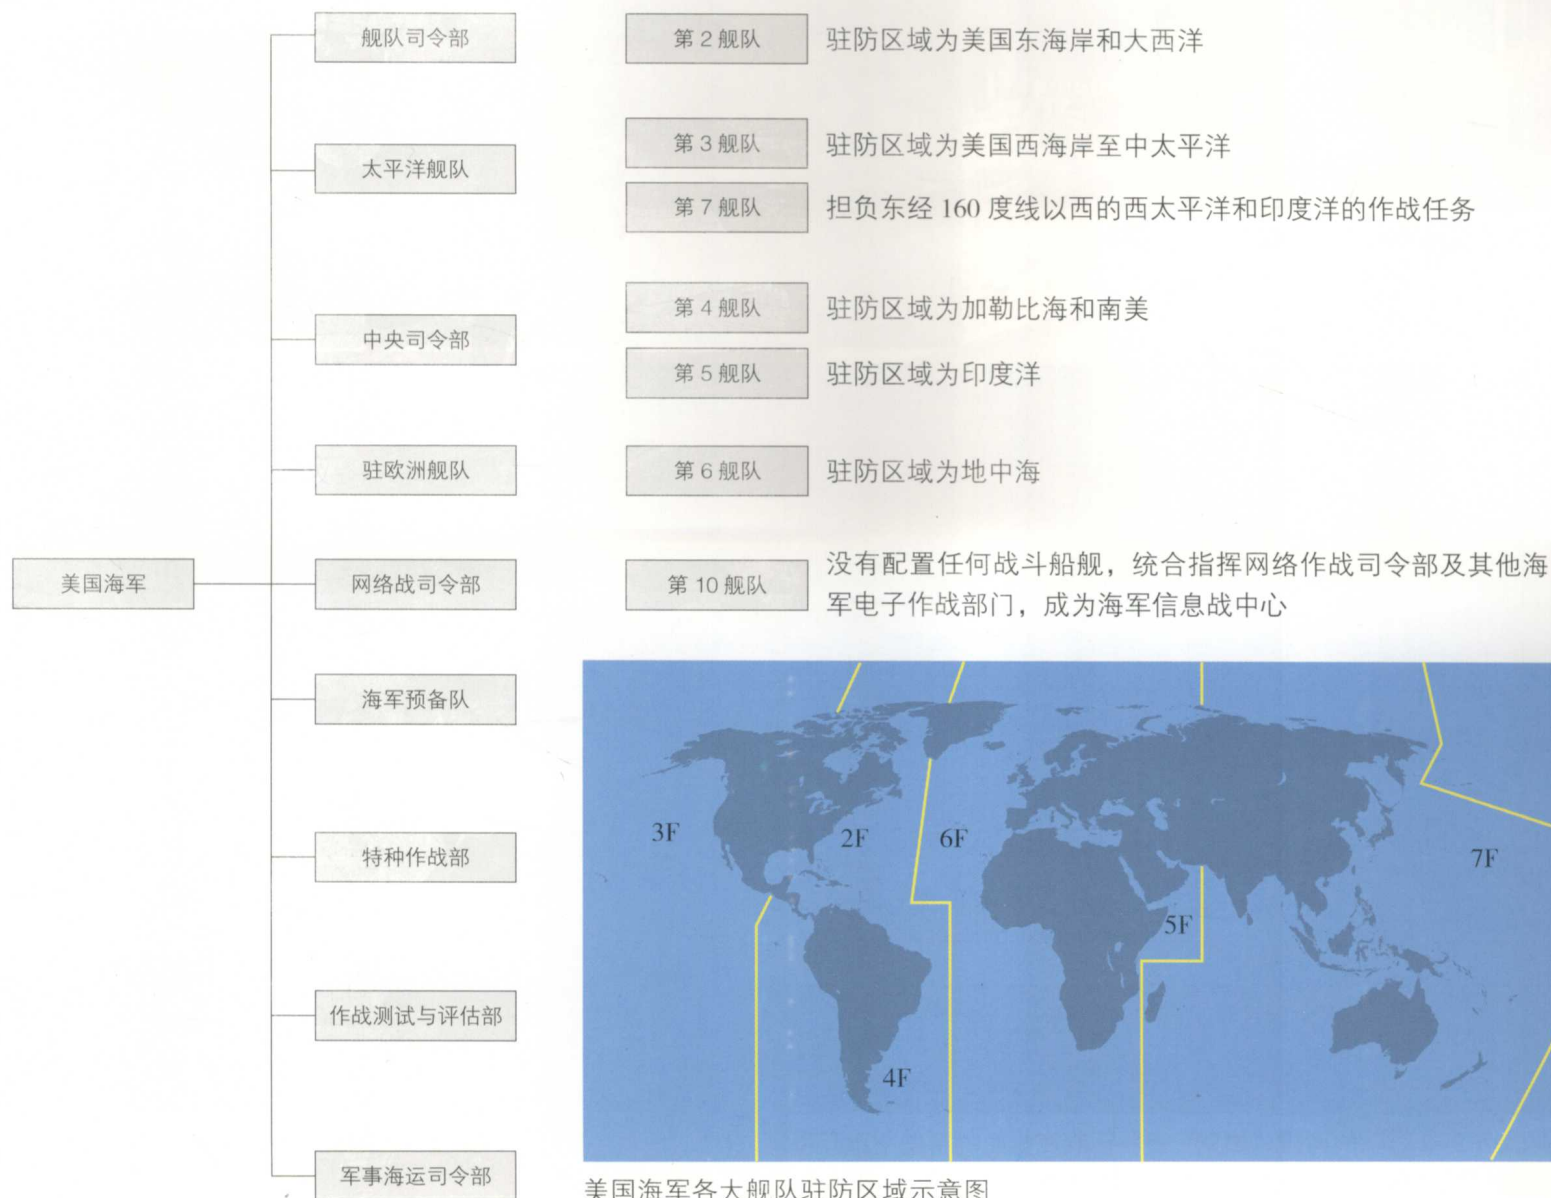 舰队司令部
第 2 舰队
驻防区域为美国东海岸和大西洋
太平洋舰队
第 3 舰队
驻防区域为美国西海岸至中太平洋
第 7 舰队
担负东经 160 度线以西的西太平洋和印度洋的作战任务
中央司令部
第 4 舰队
驻防区域为加勒比海和南美
第 5 舰队
驻防区域为印度洋
驻欧洲舰队
第 6 舰队
驻防区域为地中海
美国海军
网络战司令部
第 10 舰队
没有配置任何战斗船舰，统合指挥网络作战司令部及其他海
军电子作战部门，成为海军信息战中心
海军预备队
特种作战部
作战测试与评估部
军事海运司令部
3F
2F
6F
7F
5F
4F
美国海军各大舰队驻防区域示意图